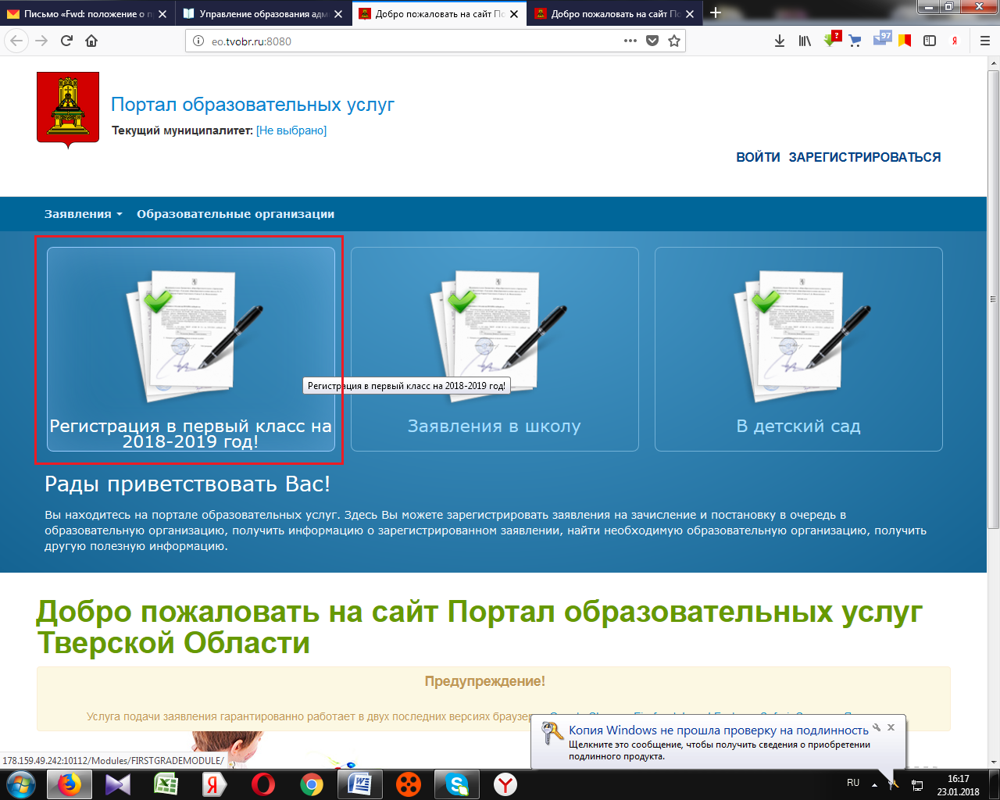 Письмо «Fwd: положение о п
Управление образования адм
Добро пожаловать на сайт По
Добро пожаловать на сайт По
eo.tvobr.ru:8080
?
97
Я
Портал образовательных услуг
Текущий муниципалитет: [Не выбрано]
ВОЙТИ ЗАРЕГИСТРИРОВАТЬСЯ
Заявления Образовательные организации
Регистрация в первый класс на 2018-2019 год!
Регистрация в первый класс на
2018-2019 год!
Заявления в школу
В детский сад
Рады приветствовать Вас!
Вы находитесь на портале образовательных услуг. Здесь Вы можете зарегистрировать заявления на зачисление и постановку в очередь в
образовательную организацию, получить информацию о зарегистрированном заявлении, найти необходимую образовательную организацию, получить
другую полезную информацию.
Добро пожаловать на сайт Портал образовательных услуг
Тверской Области
Предупреждение!
Услуга подачи заявления гарантированно работает в двух последних версиях браузер
Копия Windows не прошла проверку на подлинность
Щелкните это сообщение, чтобы получить сведения о приобретении
подлинного продукта.
178.159.49.242:10112/Modules/FIRSTGRADEMODULE/
RU
16:17
23.01.2018